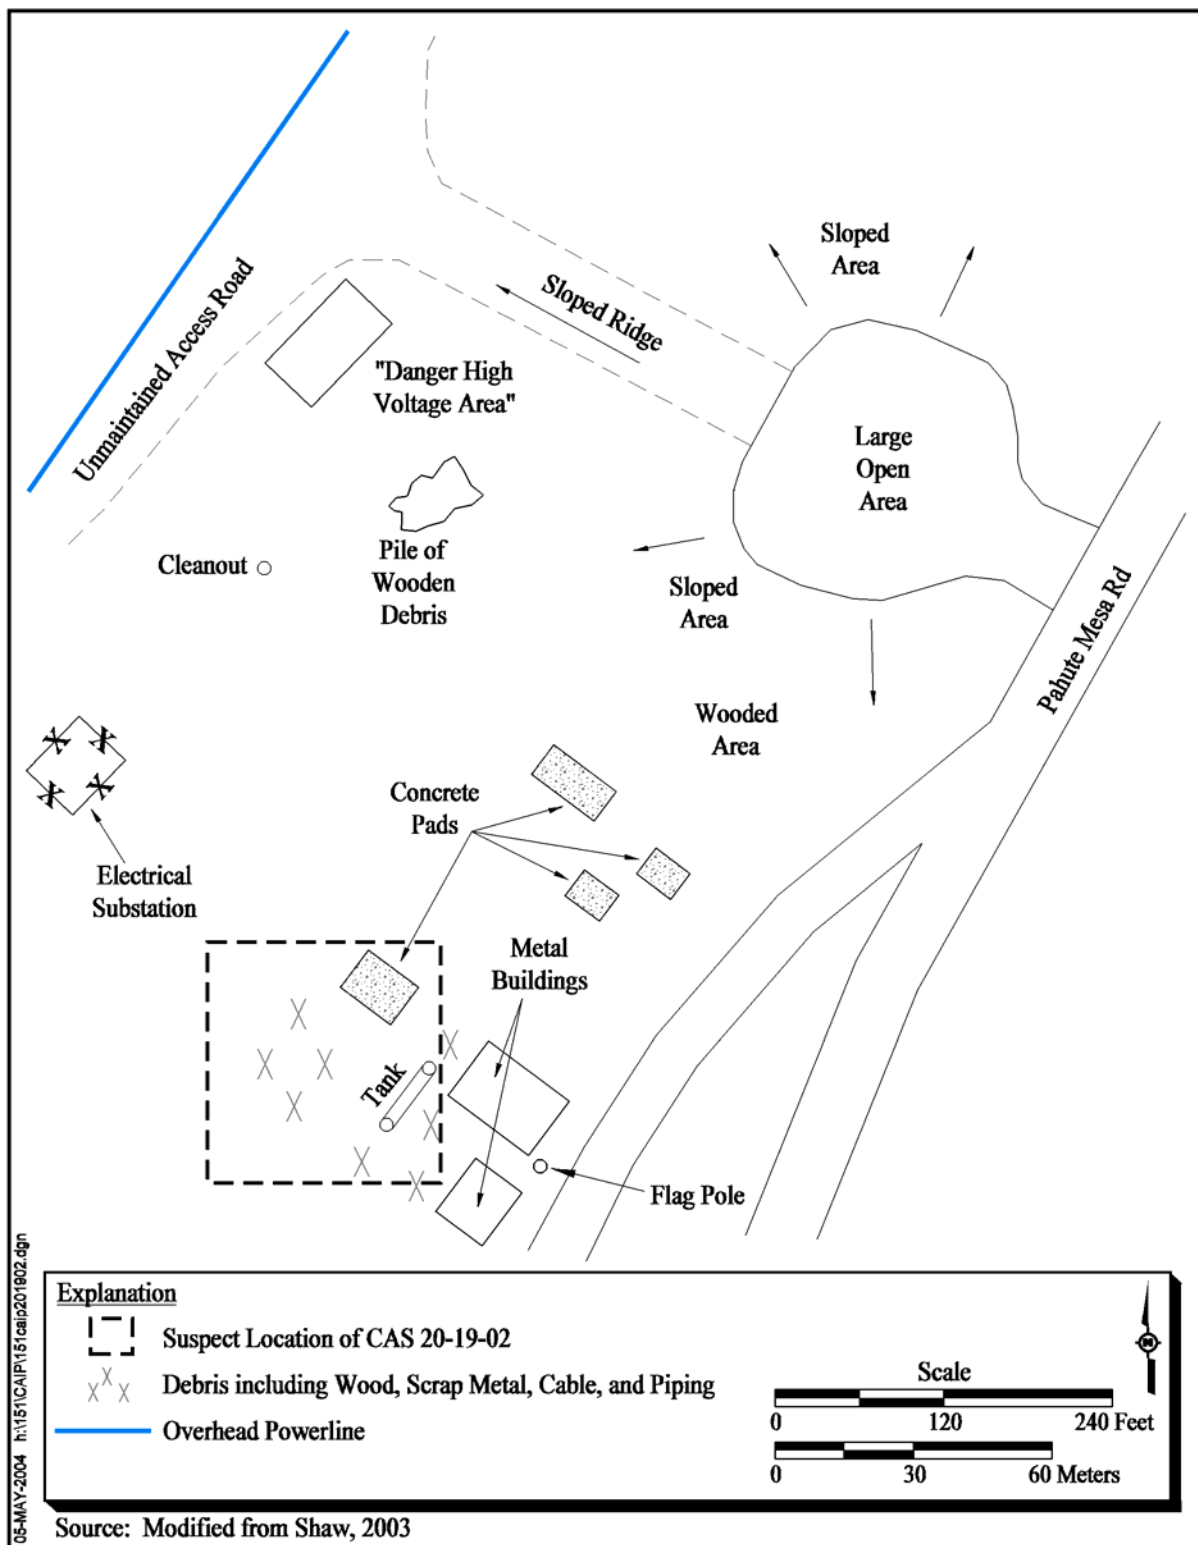 Sloped
Area
Sloped Ridge
Unmaintained Access Road
"Danger High
Voltage Area"
Large
Open
Area
Pile of
Wooden
Debris
Cleanout
Sloped
Area
Pahute Mesa Rd
Wooded
Area
X X
X X
Concrete
Pads
Electrical
Substation
Metal
Buildings
Tank
Flag Pole
Explanation
Suspect Location of CAS 20-19-02
Debris including Wood, Scrap Metal, Cable, and Piping
Overhead Powerline
N
Scale
0 120 240 Feet
0 30 60 Meters
05-MAY-2004 h:\151\CAIP\151caip201902.dgn
Source: Modified from Shaw, 2003